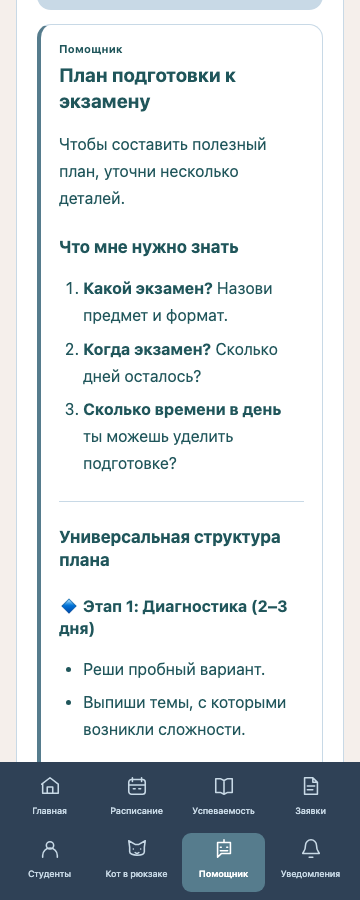 Помощник
План подготовки к
экзамену
Чтобы составить полезный
план, уточни несколько
деталей.
Что мне нужно знать
1. Какой экзамен? Назови
предмет и формат.
2. Когда экзамен? Сколько
дней осталось?
3. Сколько времени в день
ты можешь уделить
подготовке?
Универсальная структура
плана
🔷 Этап 1: Диагностика (2–3
дня)
• Реши пробный вариант.
• Выпиши темы, с которыми
возникли сложности.
Главная Расписание Успеваемость Заявки
Студенты Кот в рюкзаке Помощник Уведомления